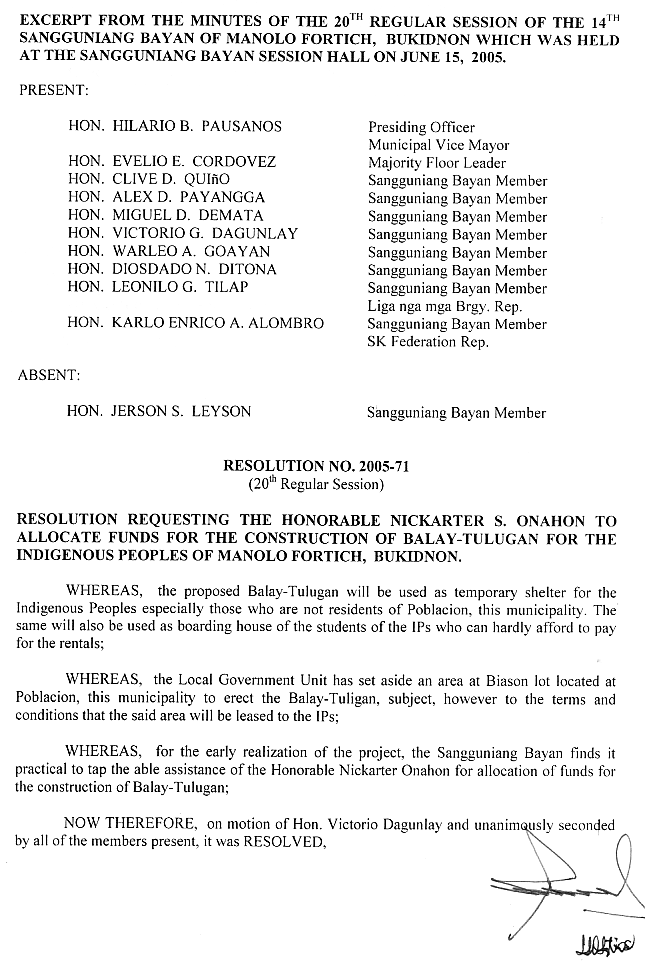 EXCERPT FROM THE MINUTES OF THE 20TH REGULAR SESSION OF THE 14TH
SANGGUNIANG BAYAN OF MANOLO FORTICH, BUKIDNON WHICH WAS HELD
AT THE SANGGUNIANG BAYAN SESSION HALL ON JUNE 15, 2005.
PRESENT:
HON. HILARIO B. PAUSANOS Presiding Officer
Municipal Vice Mayor
HON. EVELIO E. CORDOVEZ Majority Floor Leader
HON. CLIVE D. QUIñO Sangguniang Bayan Member
HON. ALEX D. PAYANGGA Sangguniang Bayan Member
HON. MIGUEL D. DEMATA Sangguniang Bayan Member
HON. VICTORIO G. DAGUNLAY Sangguniang Bayan Member
HON. WARLEO A. GOAYAN Sangguniang Bayan Member
HON. DIOSDADO N. DITONA Sangguniang Bayan Member
HON. LEONILO G. TILAP Sangguniang Bayan Member
Liga nga mga Brgy. Rep.
HON. KARLO ENRICO A. ALOMBRO Sangguniang Bayan Member
SK Federation Rep.
ABSENT:
HON. JERSON S. LEYSON Sangguniang Bayan Member
RESOLUTION NO. 2005-71
(20th Regular Session)
RESOLUTION REQUESTING THE HONORABLE NICKARTER S. ONAHON TO
ALLOCATE FUNDS FOR THE CONSTRUCTION OF BALAY-TULUGAN FOR THE
INDIGENOUS PEOPLES OF MANOLO FORTICH, BUKIDNON.
WHEREAS, the proposed Balay-Tulugan will be used as temporary shelter for the
Indigenous Peoples especially those who are not residents of Poblacion, this municipality. The
same will also be used as boarding house of the students of the IPs who can hardly afford to pay
for the rentals;
WHEREAS, the Local Government Unit has set aside an area at Biason lot located at
Poblacion, this municipality to erect the Balay-Tuligan, subject, however to the terms and
conditions that the said area will be leased to the IPs;
WHEREAS, for the early realization of the project, the Sangguniang Bayan finds it
practical to tap the able assistance of the Honorable Nickarter Onahon for allocation of funds for
the construction of Balay-Tulugan;
NOW THEREFORE, on motion of Hon. Victorio Dagunlay and unanimously seconded
by all of the members present, it was RESOLVED,